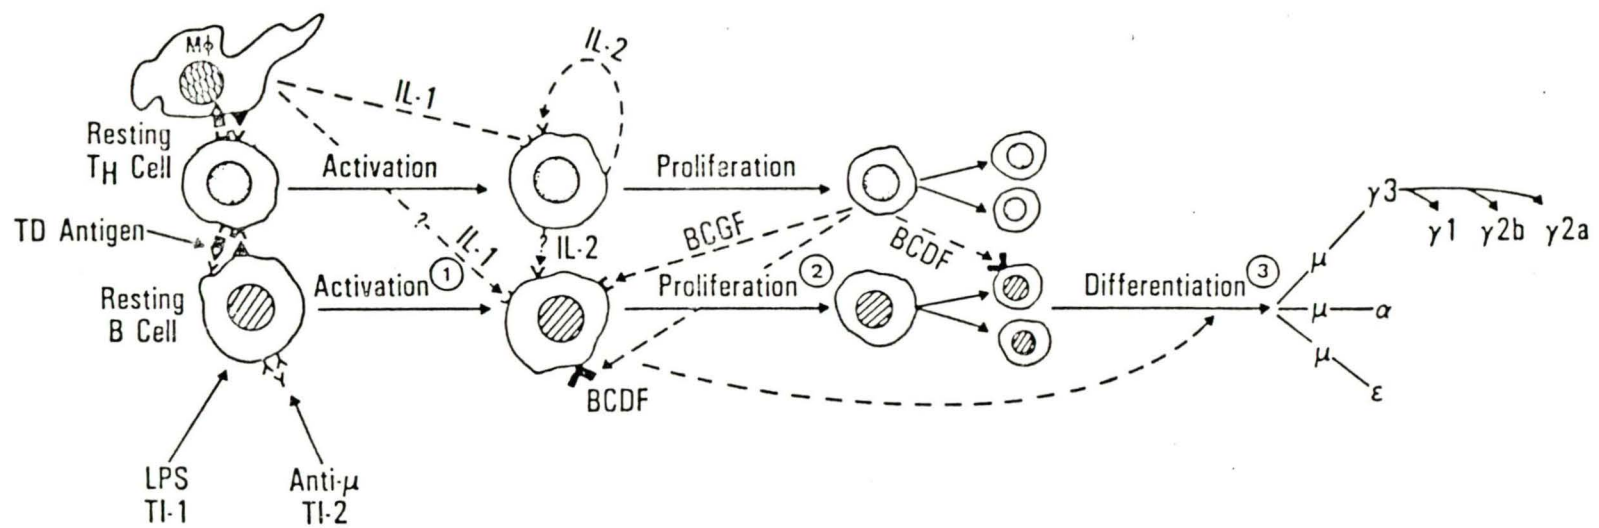 Mϕ
IL-2
IL-1
Resting
TH Cell
Activation
Proliferation
TD Antigen
?
IL-1
?
IL-2
BCGF
BCDF
γ3
γ1 γ2b γ2a
Resting
B Cell
Activation 1
Proliferation 2
Differentiation 3
μ
μ α
μ
ε
BCDF
LPS
TI-1
Anti-μ
TI-2